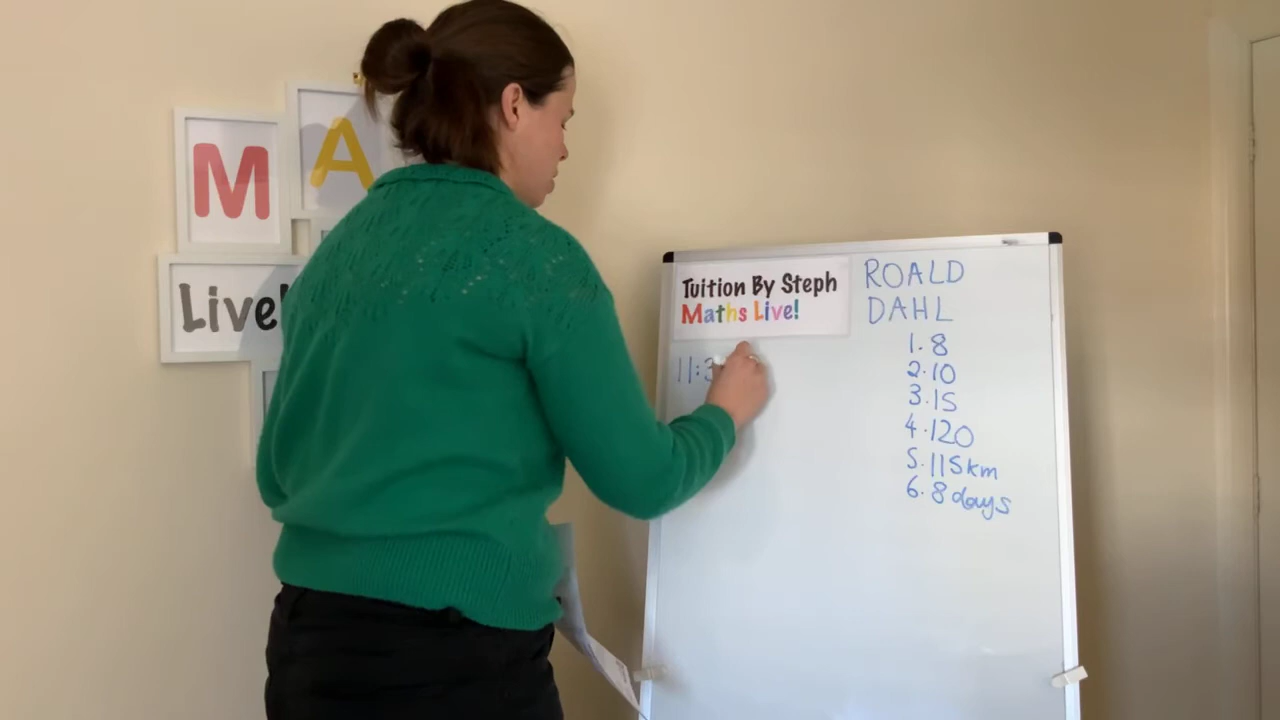 M
A
Live!
Tuition By Steph
Maths Live!
11:3
ROALD
DAHL
1.8
2.10
3.15
4.120
5.115km
6.8 days